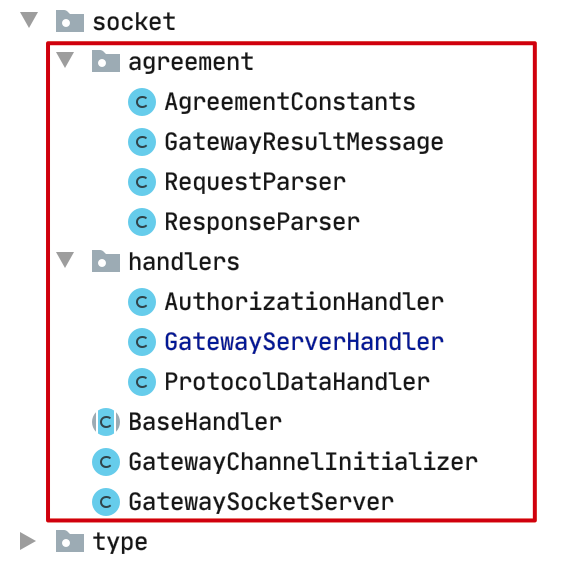 socket
agreement
C AgreementConstants
C GatewayResultMessage
C RequestParser
C ResponseParser
handlers
C AuthorizationHandler
C GatewayServerHandler
C ProtocolDataHandler
C BaseHandler
C GatewayChannelInitializer
C GatewaySocketServer
type